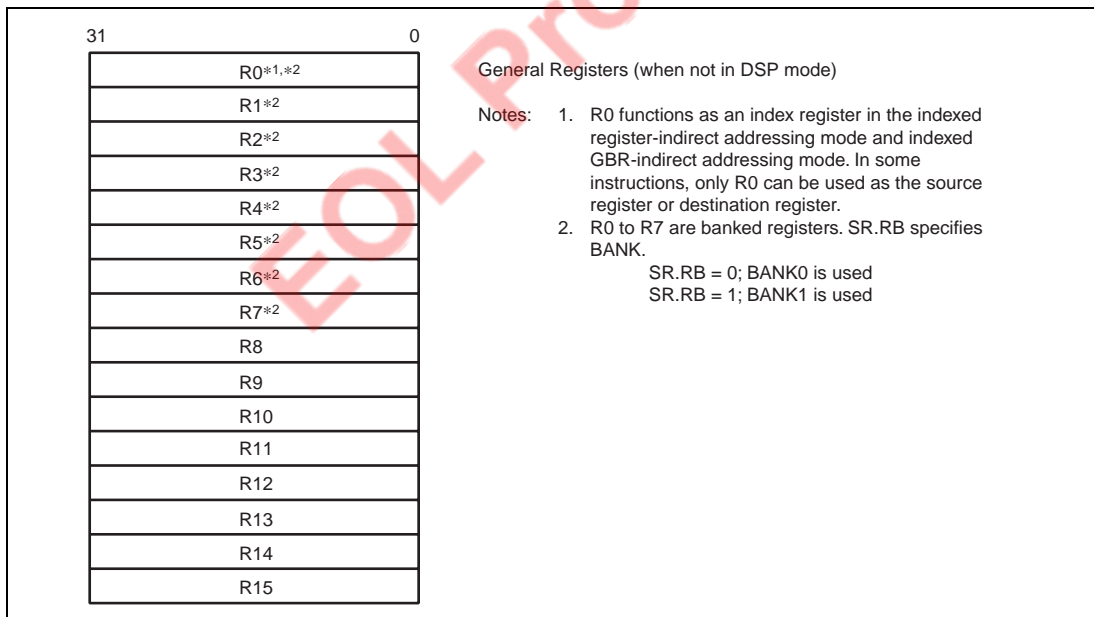 31 0
R0*1,*2
R1*2
R2*2
R3*2
R4*2
R5*2
R6*2
R7*2
R8
R9
R10
R11
R12
R13
R14
R15
General Registers (when not in DSP mode)
Notes: 1. R0 functions as an index register in the indexed
register-indirect addressing mode and indexed
GBR-indirect addressing mode. In some
instructions, only R0 can be used as the source
register or destination register.
2. R0 to R7 are banked registers. SR.RB specifies
BANK.
SR.RB = 0; BANK0 is used
SR.RB = 1; BANK1 is used
EOL Pro